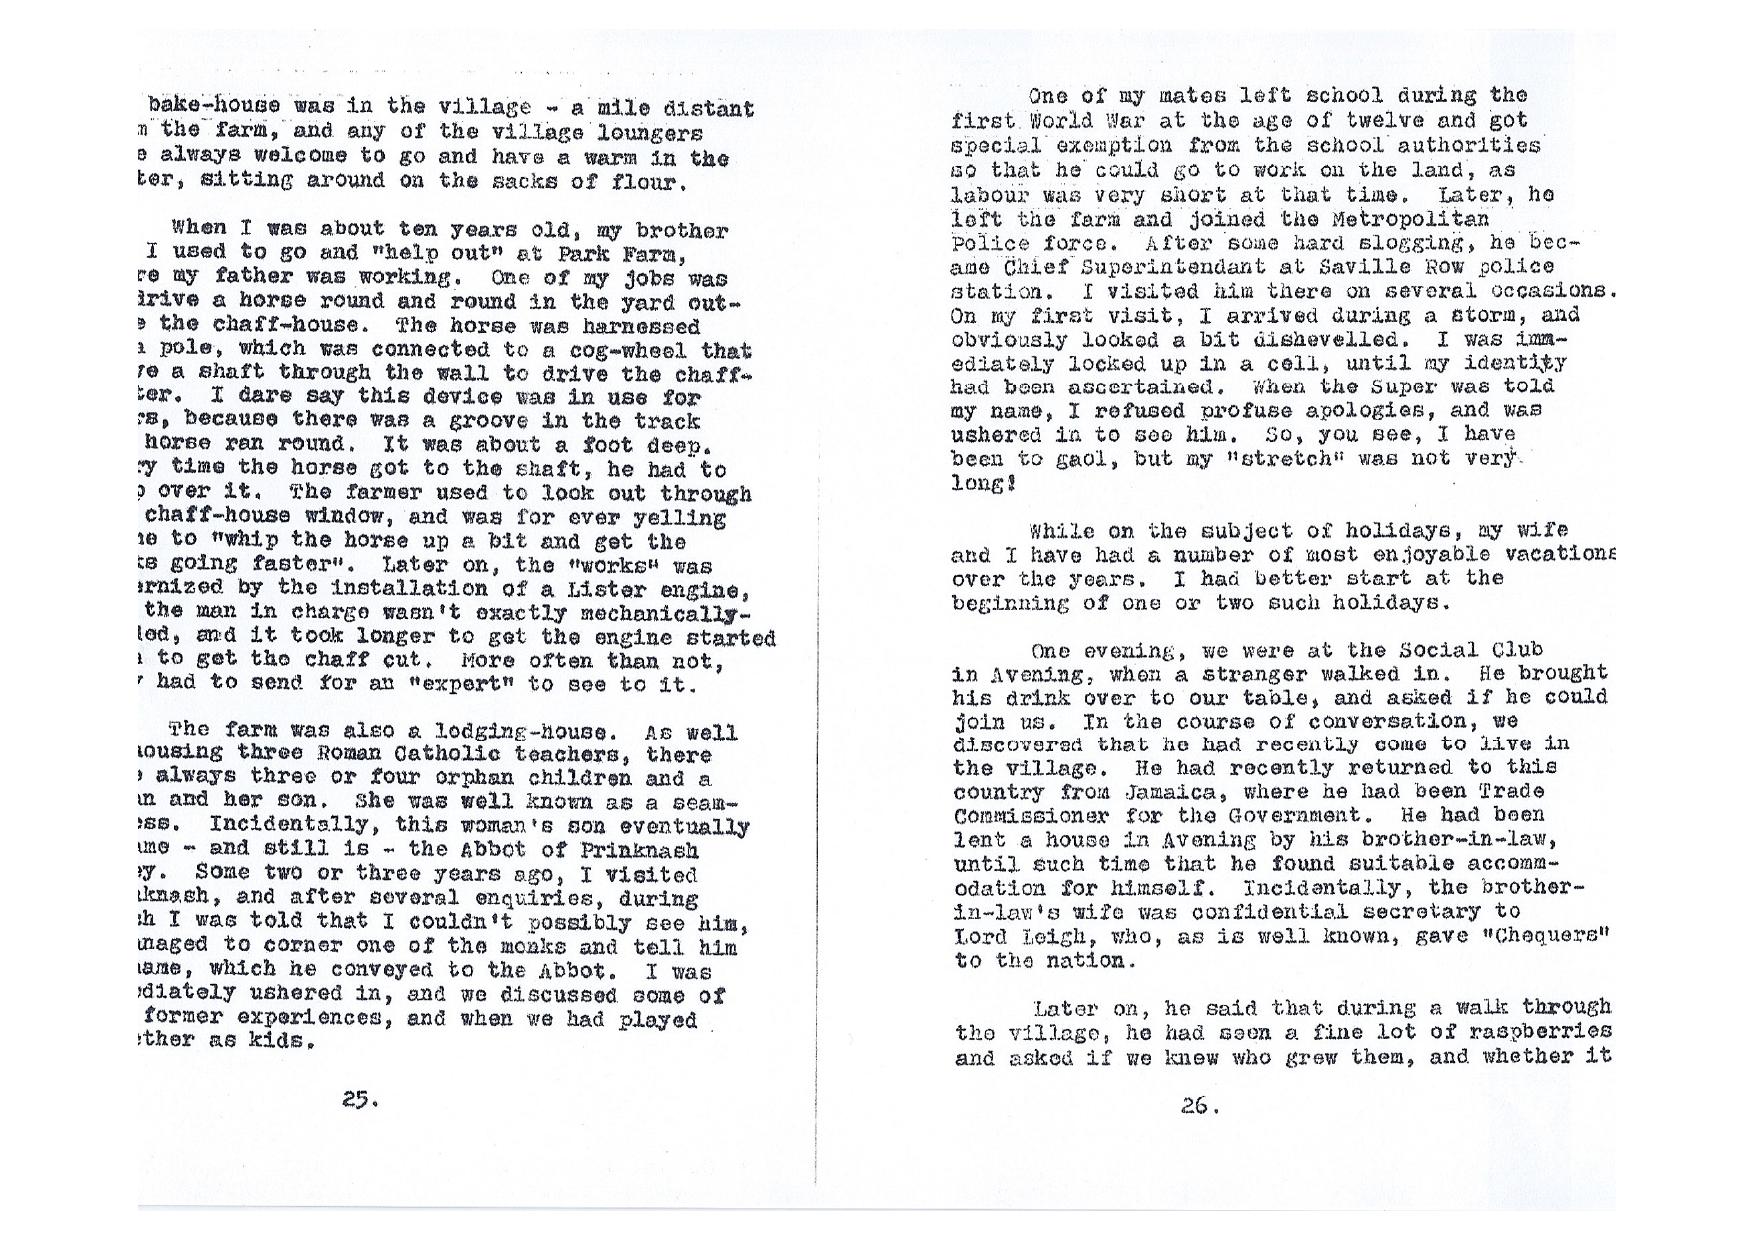 bake-house was in the village - a mile distant
the farm, and any of the village loungers
always welcome to go and have a warm in the
sitting around on the sacks of flour.
When I was about ten years old, my brother
I used to go and "help out" at Park Farm,
my father was working. One of my jobs was
a horse round and round in the yard out-
the chaff-house. The horse was harnessed
pole, which was connected to a cog-wheel that
a shaft through the wall to drive the chaff-
I dare say this device was in use for
because there was a groove in the track
horse ran round. It was about a foot deep.
time the horse got to the shaft, he had to
over it. The farmer used to look out through
chaff-house window, and was for ever yelling
to "whip the horse up a bit and get the
going faster". Later on, the "works" was
by the installation of a Lister engine,
the man in charge wasn't exactly mechanically-
and it took longer to get the engine started
to get the chaff cut. More often than not,
had to send for an "expert" to see to it.
The farm was also a lodging-house. As well
three Roman Catholic teachers, there
always three or four orphan children and a
and her son. She was well known as a seam-
Incidentally, this woman's son eventually
- and still is - the Abbot of Prinknash
Some two or three years ago, I visited
and after several enquiries, during
I was told that I couldn't possibly see him,
to corner one of the monks and tell him
which he conveyed to the Abbot. I was
ushered in, and we discussed some of
former experiences, and when we had played
as kids.
25.
One of my mates left school during the
first World War at the age of twelve and got
special exemption from the school authorities
so that he could go to work on the land, as
labour was very short at that time. Later, he
left the farm and joined the Metropolitan
Police force. After some hard slogging, he bec-
ame Chief Superintendant at Saville Row police
station. I visited him there on several occasions.
On my first visit, I arrived during a storm, and
obviously looked a bit dishevelled. I was imm-
ediately locked up in a cell, until my identity
had been ascertained. When the Super was told
my name, I refused profuse apologies, and was
ushered in to see him. So, you see, I have
been to gaol, but my "stretch" was not very
long!
While on the subject of holidays, my wife
and I have had a number of most enjoyable vacations
over the years. I had better start at the
beginning of one or two such holidays.
One evening, we were at the Social Club
in Avening, when a stranger walked in. He brought
his drink over to our table, and asked if he could
join us. In the course of conversation, we
discovered that he had recently come to live in
the village. He had recently returned to this
country from Jamaica, where he had been Trade
Commissioner for the Government. He had been
lent a house in Avening by his brother-in-law,
until such time that he found suitable accomm-
odation for himself. Incidentally, the brother-
in-law's wife was confidential secretary to
Lord Leigh, who, as is well known, gave "Chequers"
to the nation.
Later on, he said that during a walk through
the village, he had seen a fine lot of raspberries
and asked if we knew who grew them, and whether it
26.